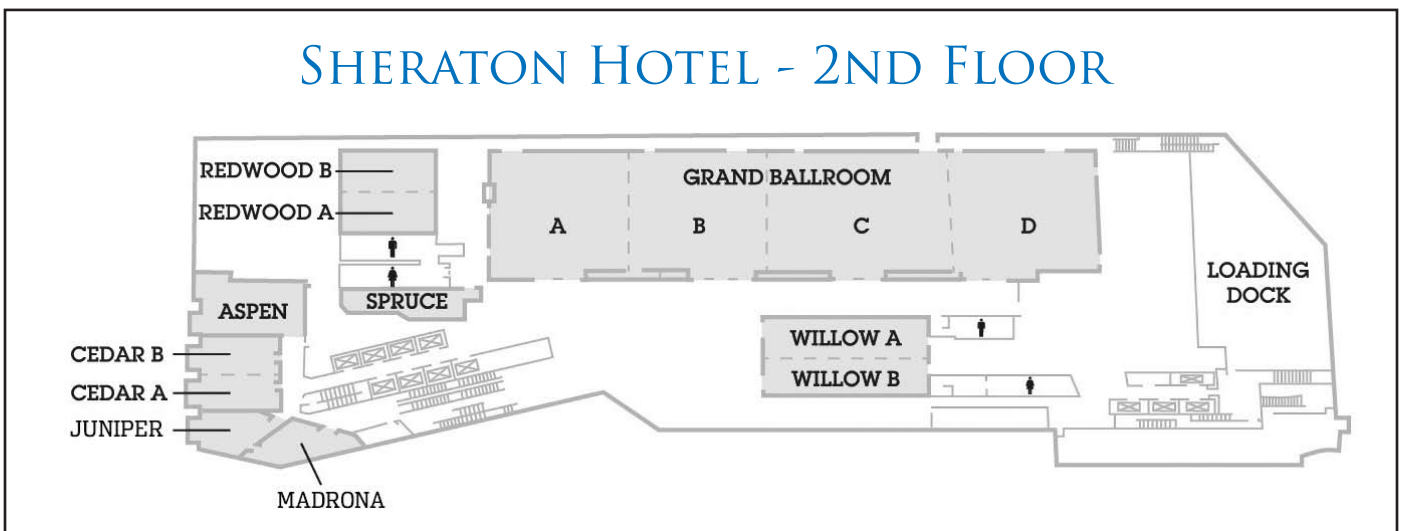 SHERATON HOTEL - 2ND FLOOR
REDWOOD B
REDWOOD A
GRAND BALLROOM
A
B
C
D
LOADING
DOCK
ASPEN
SPRUCE
CEDAR B
CEDAR A
JUNIPER
MADRONA
WILLOW A
WILLOW B